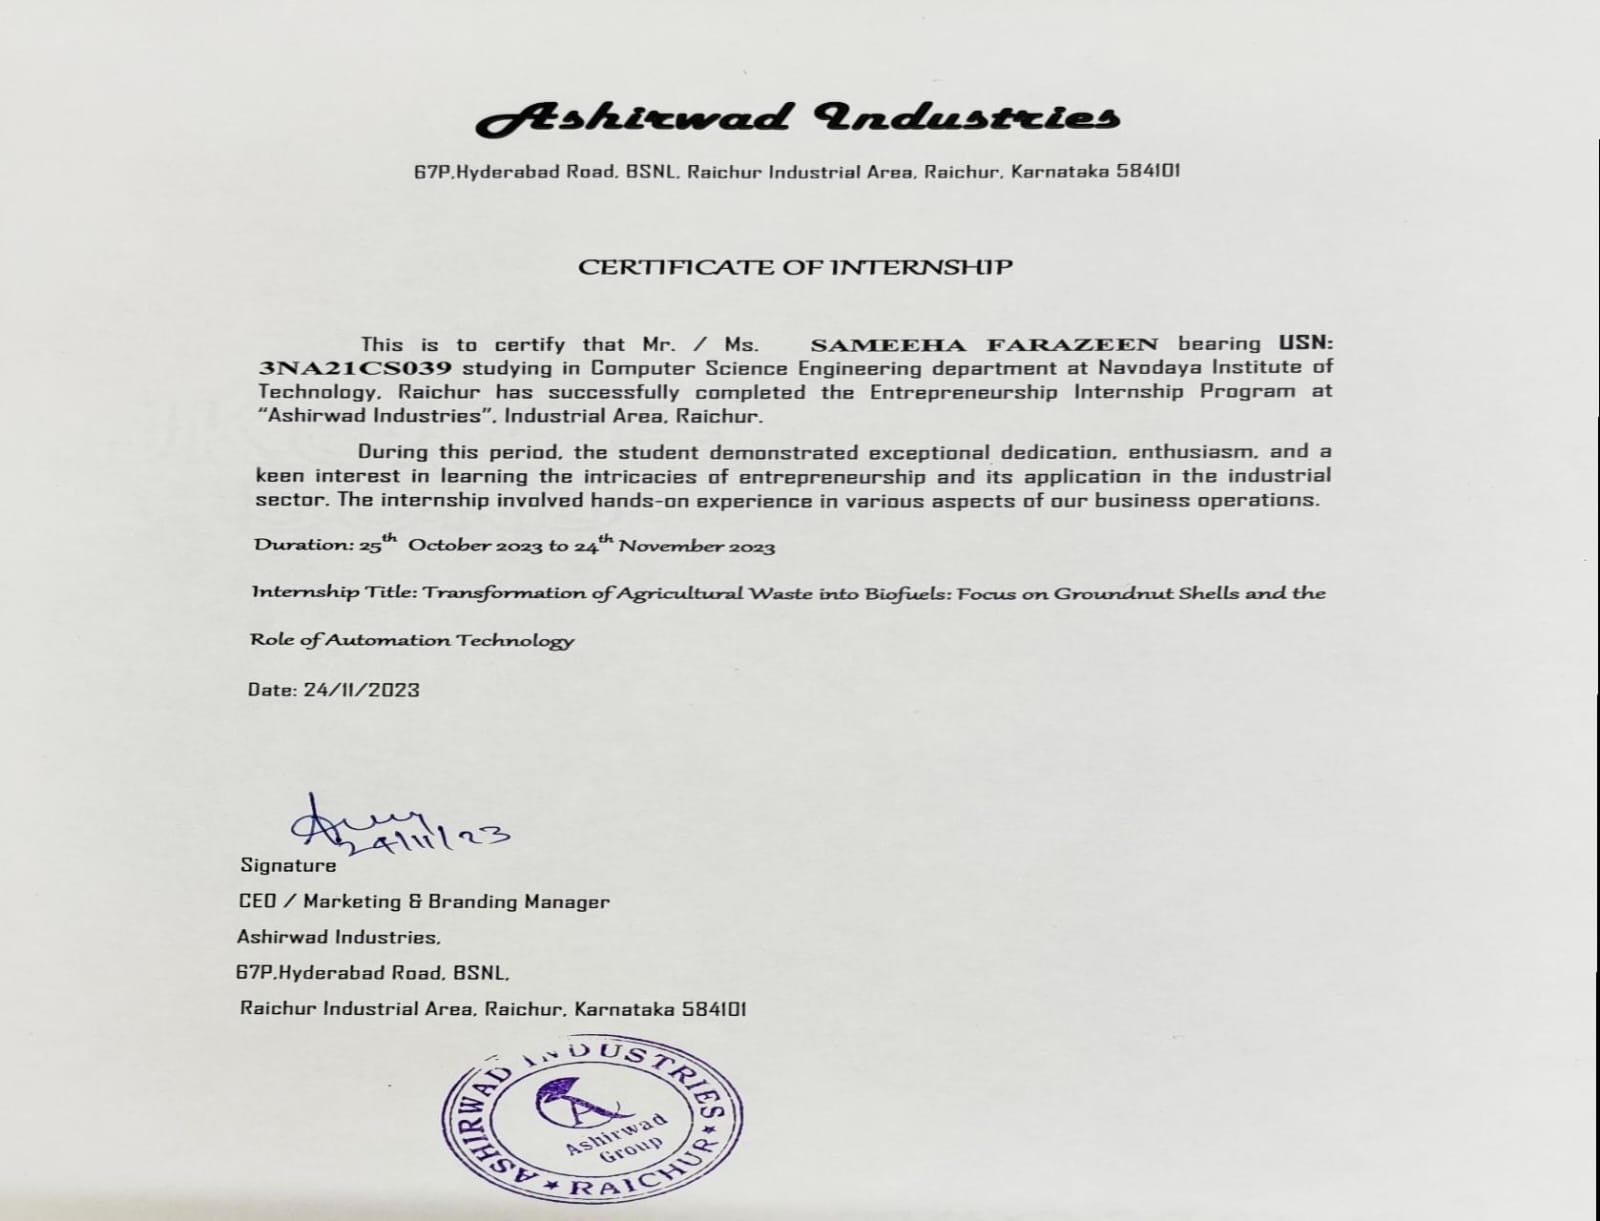 Ashirwad Industries
67P,Hyderabad Road, BSNL, Raichur Industrial Area, Raichur, Karnataka 584101
CERTIFICATE OF INTERNSHIP
This is to certify that Mr. / Ms. SAMEEHA FARAZEEN bearing USN:
3NA21CS039 studying in Computer Science Engineering department at Navodaya Institute of
Technology, Raichur has successfully completed the Entrepreneurship Internship Program at
“Ashirwad Industries”, Industrial Area, Raichur.
During this period, the student demonstrated exceptional dedication, enthusiasm, and a
keen interest in learning the intricacies of entrepreneurship and its application in the industrial
sector. The internship involved hands-on experience in various aspects of our business operations.
Duration: 25th October 2023 to 24th November 2023
Internship Title: Transformation of Agricultural Waste into Biofuels: Focus on Groundnut Shells and the
Role of Automation Technology
Date: 24/11/2023
24/11/23
Signature
CEO / Marketing & Branding Manager
Ashirwad Industries,
67P,Hyderabad Road, BSNL,
Raichur Industrial Area, Raichur, Karnataka 584101
ASHIRWAD INDUSTRIES
A
Ashirwad
Group
★ RAICHUR ★